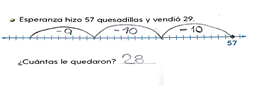 Esperanza hizo 57 quesadillas y vendió 29.
-9 -10 -10
57
¿Cuántas le quedaron? 28